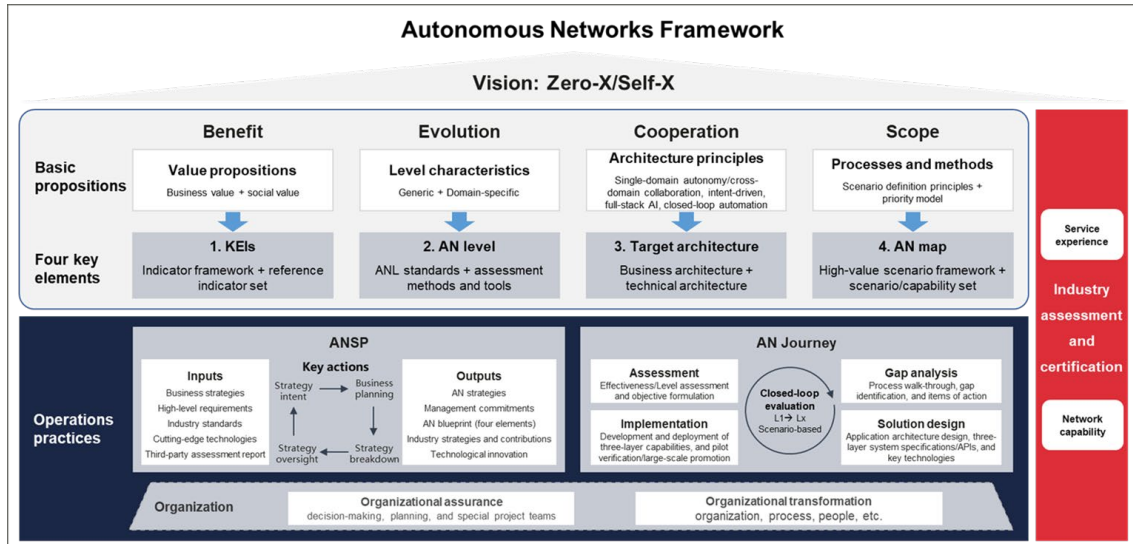 Autonomous Networks Framework
Vision: Zero-X/Self-X
Benefit
Evolution
Cooperation
Scope
Basic
propositions
Value propositions
Business value + social value
Level characteristics
Generic + Domain-specific
Architecture principles
Single-domain autonomy/cross-
domain collaboration, intent-driven,
full-stack AI, closed-loop automation
Processes and methods
Scenario definition principles +
priority model
Four key
elements
1. KEIs
Indicator framework + reference
indicator set
2. AN level
ANL standards + assessment
methods and tools
3. Target architecture
Business architecture +
technical architecture
4. AN map
High-value scenario framework +
scenario/capability set
Operations
practices
ANSP
Inputs
Business strategies
High-level requirements
Industry standards
Cutting-edge technologies
Third-party assessment report
Key actions
Strategy
intent
Business
planning
Strategy
oversight
Strategy
breakdown
Outputs
AN strategies
Management commitments
AN blueprint (four elements)
Industry strategies and contributions
Technological innovation
AN Journey
Assessment
Effectiveness/Level assessment
and objective formulation
Implementation
Development and deployment of
three-layer capabilities, and pilot
verification/large-scale promotion
Closed-loop
evaluation
L1→ Lx
Scenario-based
Gap analysis
Process walk-through, gap
identification, and items of action
Solution design
Application architecture design, three-
layer system specifications/APIs, and
key technologies
Organization
Organizational assurance
decision-making, planning, and special project teams
Organizational transformation
organization, process, people, etc.
Service
experience
Industry
assessment
and
certification
Network
capability